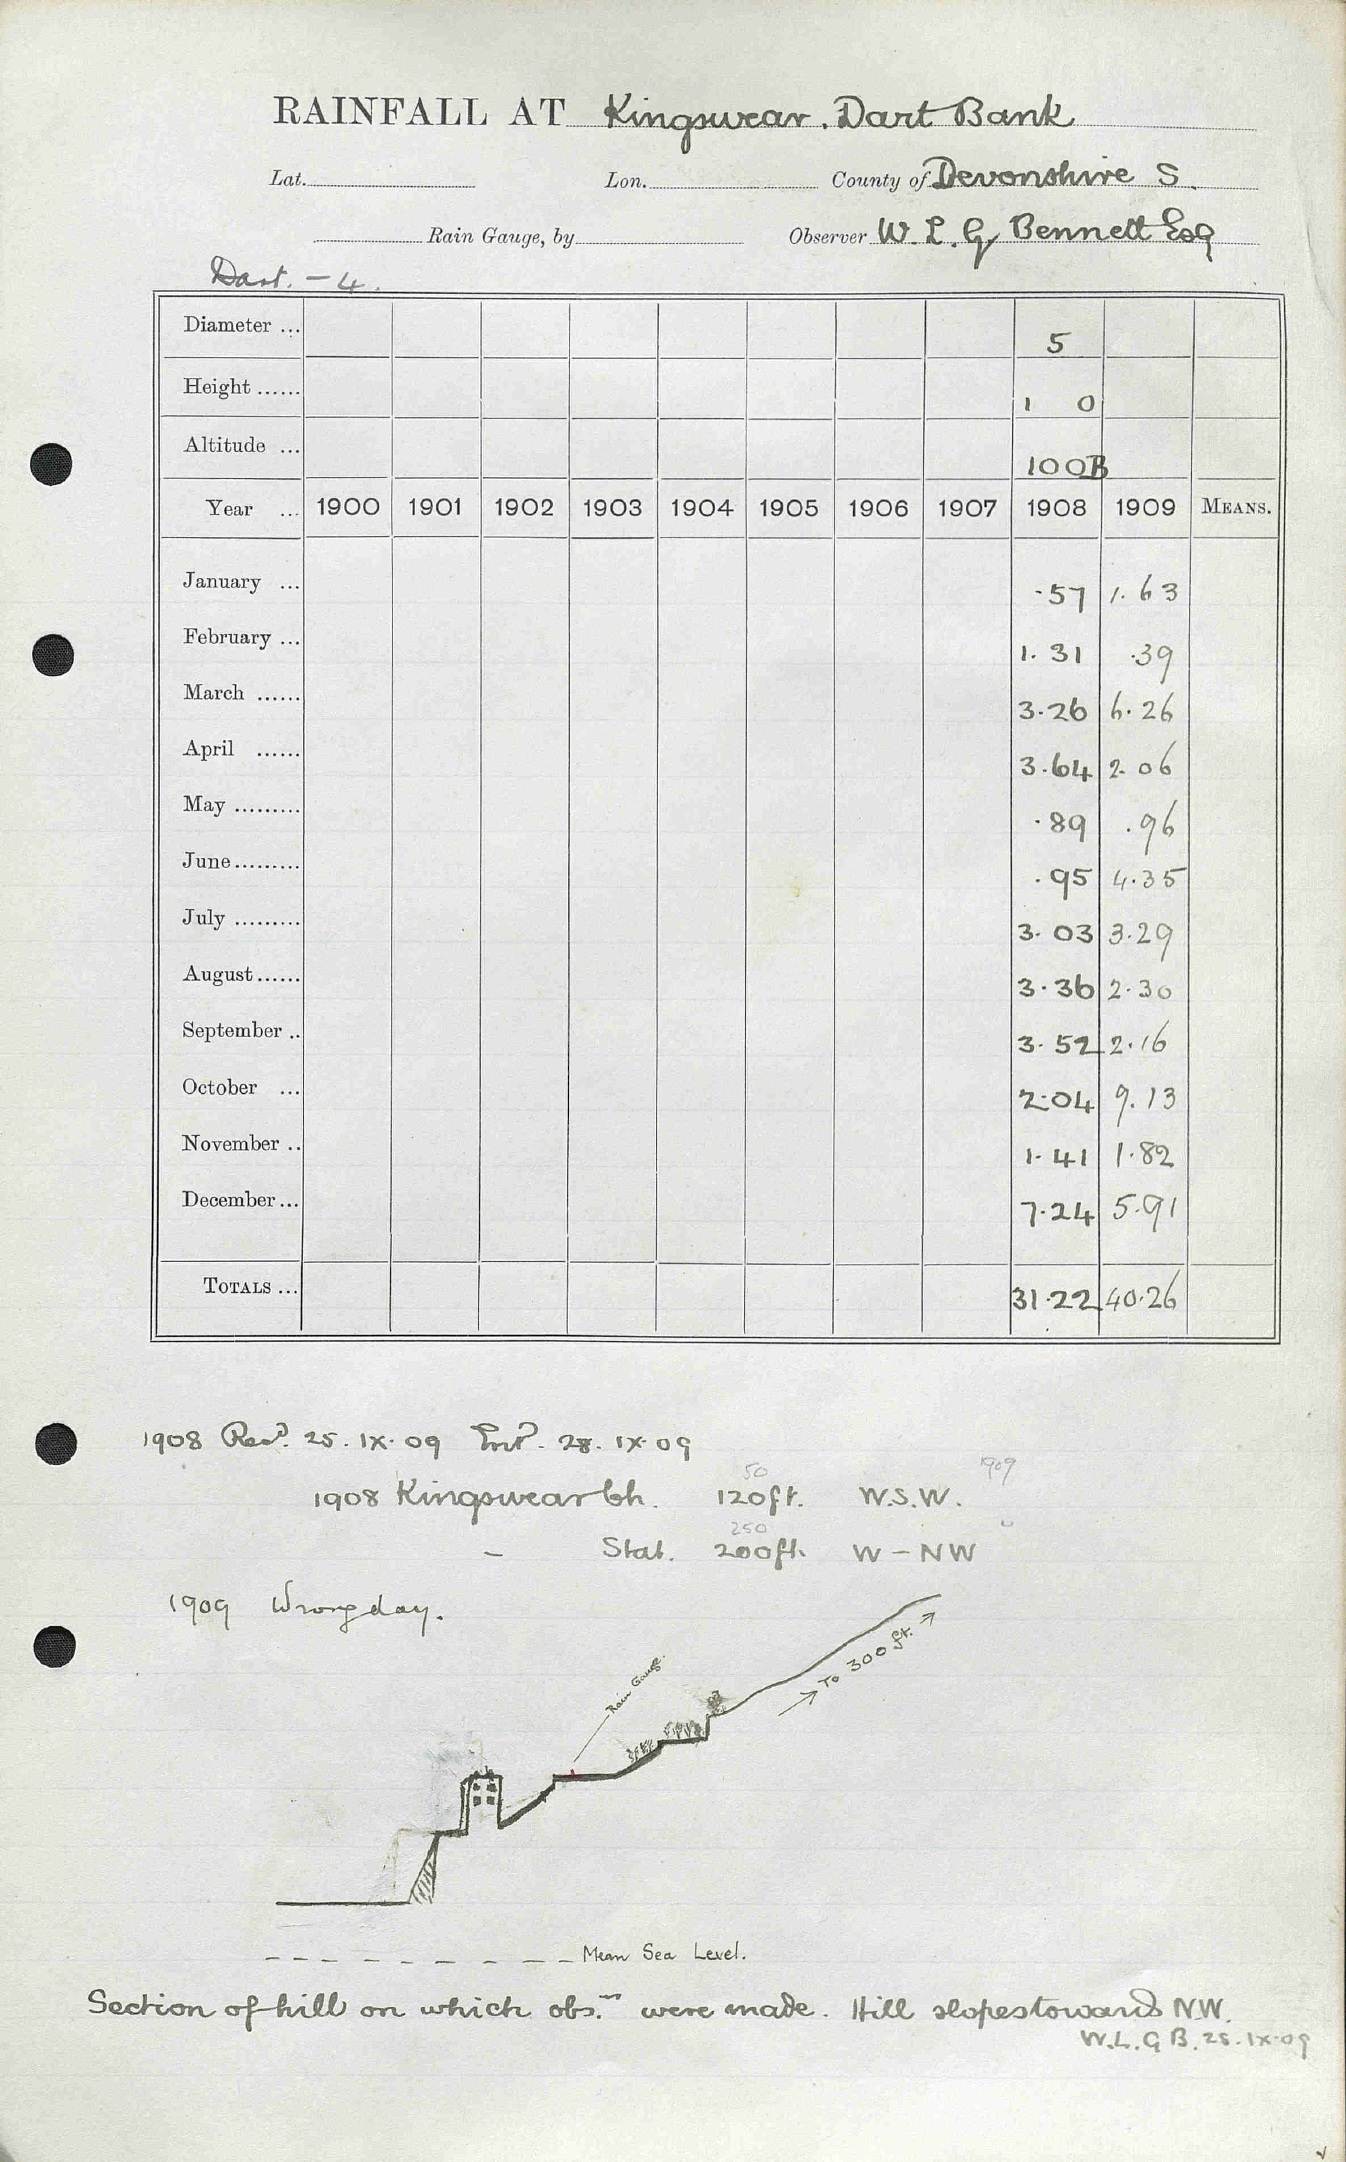 RAINFALL AT Kingswear. Dart Bank
Lat. Lon. County of Devonshire S.
Rain Gauge, by Observer W. L. G. Bennett Esq
Dart. - 4.
Diameter ... 5
Height ...... 1 0
Altitude ... 100B
Year ... 1900 1901 1902 1903 1904 1905 1906 1907 1908 1909 MEANS.
January ... .57 1.63
February ... 1.31 .39
March ...... 3.26 6.26
April ...... 3.64 2.06
May ......... .89 .96
June ......... .95 4.35
July ......... 3.03 3.29
August ...... 3.36 2.30
September .. 3.52 2.16
October ... 2.04 9.13
November .. 1.41 1.82
December ... 7.24 5.91
TOTALS ... 31.22 40.26
1908 Recd. 25.IX.09 Entd. 28.IX.09
50 1909
1908 Kingswear Ch. 120ft. W.S.W.
250
- Stat. 200ft. W - NW
1909 Wrong day.
Rain Gauge.
To 300 ft.
Mean Sea Level.
Section of hill on which obs.ns were made. Hill slopes towards NW.
W.L.G.B. 25.IX.09